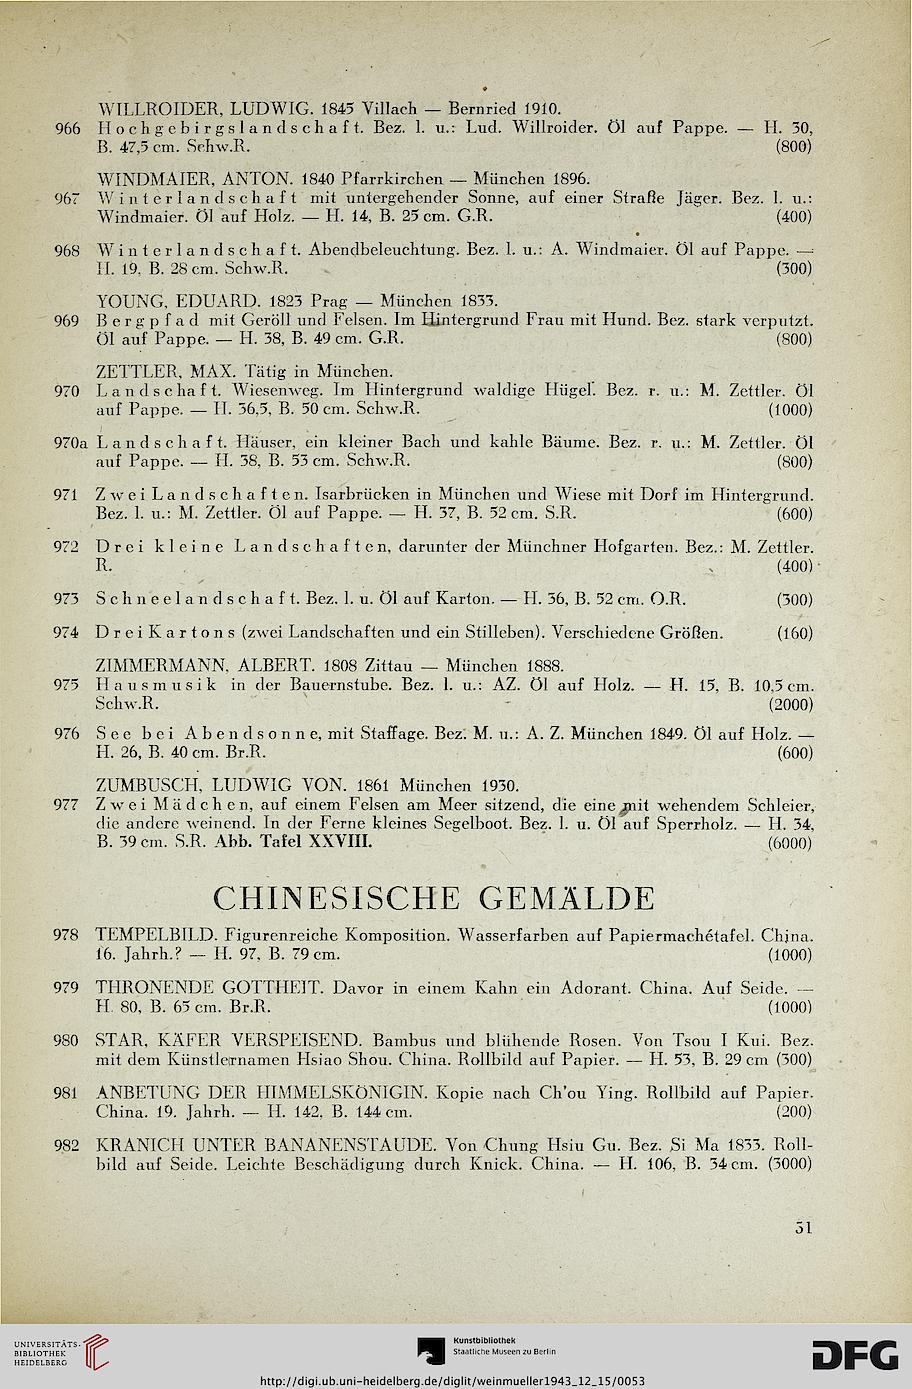 WILLROIDER, LUDWIG. 1845 Villach — Bernried 1910.
966 Hochgebirgslandschaft. Bez. l. u.: Lud. Willroider. Öl auf Pappe. — H. 30,
B. 47,5 cm. Schw.R. (800)
WINDMAIER, ANTON. 1840 Pfarrkirchen — München 1896.
967 Winterlandschaft mit untergehender Sonne, auf einer Straße Jäger. Bez. l. u.:
Windmaier. Öl auf Holz. — H. 14, B. 25 cm. G.R. (400)
968 Winterlandschaft. Abendbeleuchtung. Bez. l. u.: A. Windmaier. Öl auf Pappe. —
H. 19, B. 28 cm. Schw.R. (300)
YOUNG, EDUARD. 1823 Prag — München 1833.
969 Bergpfad mit Geröll und Felsen. Im Hintergrund Frau mit Hund. Bez. stark verputzt.
Öl auf Pappe. — H. 38, B. 49 cm. G.R. (800)
ZETTLER, MAX. Tätig in München.
970 Landschaft. Wiesenweg. Im Hintergrund waldige Hügel. Bez. r. u.: M. Zettler. Öl
auf Pappe. — H. 36,5, B. 50 cm. Schw.R. (1000)
970a Landschaft. Häuser, ein kleiner Bach und kahle Bäume. Bez. r. u.: M. Zettler. Öl
auf Pappe. — H. 38, B. 53 cm. Schw.R. (800)
971 Zwei Landschaften. Isarbrücken in München und Wiese mit Dorf im Hintergrund.
Bez. l. u.: M. Zettler. Öl auf Pappe. — H. 37, B. 52 cm. S.R. (600)
972 Drei kleine Landschaften, darunter der Münchner Hofgarten. Bez.: M. Zettler.
R. (400)
973 Schneelandschaft. Bez. l. u. Öl auf Karton. — H. 36, B. 52 cm. O.R. (300)
974 Drei Kartons (zwei Landschaften und ein Stilleben). Verschiedene Größen. (160)
ZIMMERMANN, ALBERT. 1808 Zittau — München 1888.
975 Hausmusik in der Bauernstube. Bez. l. u.: AZ. Öl auf Holz. — H. 15, B. 10,5 cm.
Schw.R. (2000)
976 See bei Abendsonne, mit Staffage. Bez. M. u.: A. Z. München 1849. Öl auf Holz. —
H. 26, B. 40 cm. Br.R. (600)
ZUMBUSCH, LUDWIG VON. 1861 München 1930.
977 Zwei Mädchen, auf einem Felsen am Meer sitzend, die eine mit wehendem Schleier,
die andere weinend. In der Ferne kleines Segelboot. Bez. l. u. Öl auf Sperrholz. — H. 34,
B. 39 cm. S.R. Abb. Tafel XXVIII. (6000)
CHINESISCHE GEMÄLDE
978 TEMPELBILD. Figurenreiche Komposition. Wasserfarben auf Papiermachétafel. China.
16. Jahrh.? — H. 97, B. 79 cm. (1000)
979 THRONENDE GOTTHEIT. Davor in einem Kahn ein Adorant. China. Auf Seide. —
H. 80, B. 65 cm. Br.R. (1000)
980 STAR, KÄFER VERSPEISEND. Bambus und blühende Rosen. Von Tsou I Kui. Bez.
mit dem Künstlernamen Hsiao Shou. China. Rollbild auf Papier. — H. 53, B. 29 cm (300)
981 ANBETUNG DER HIMMELSKÖNIGIN. Kopie nach Ch'ou Ying. Rollbild auf Papier.
China. 19. Jahrh. — H. 142, B. 144 cm. (200)
982 KRANICH UNTER BANANENSTAUDE. Von Chung Hsiu Gu. Bez. Si Ma 1833. Roll-
bild auf Seide. Leichte Beschädigung durch Knick. China. — H. 106, B. 34 cm. (3000)
31
UNIVERSITÄTS-
BIBLIOTHEK
HEIDELBERG
Kunstbibliothek
Staatliche Museen zu Berlin
DFG
http://digi.ub.uni-heidelberg.de/diglit/weinmueller1943_12_15/0053